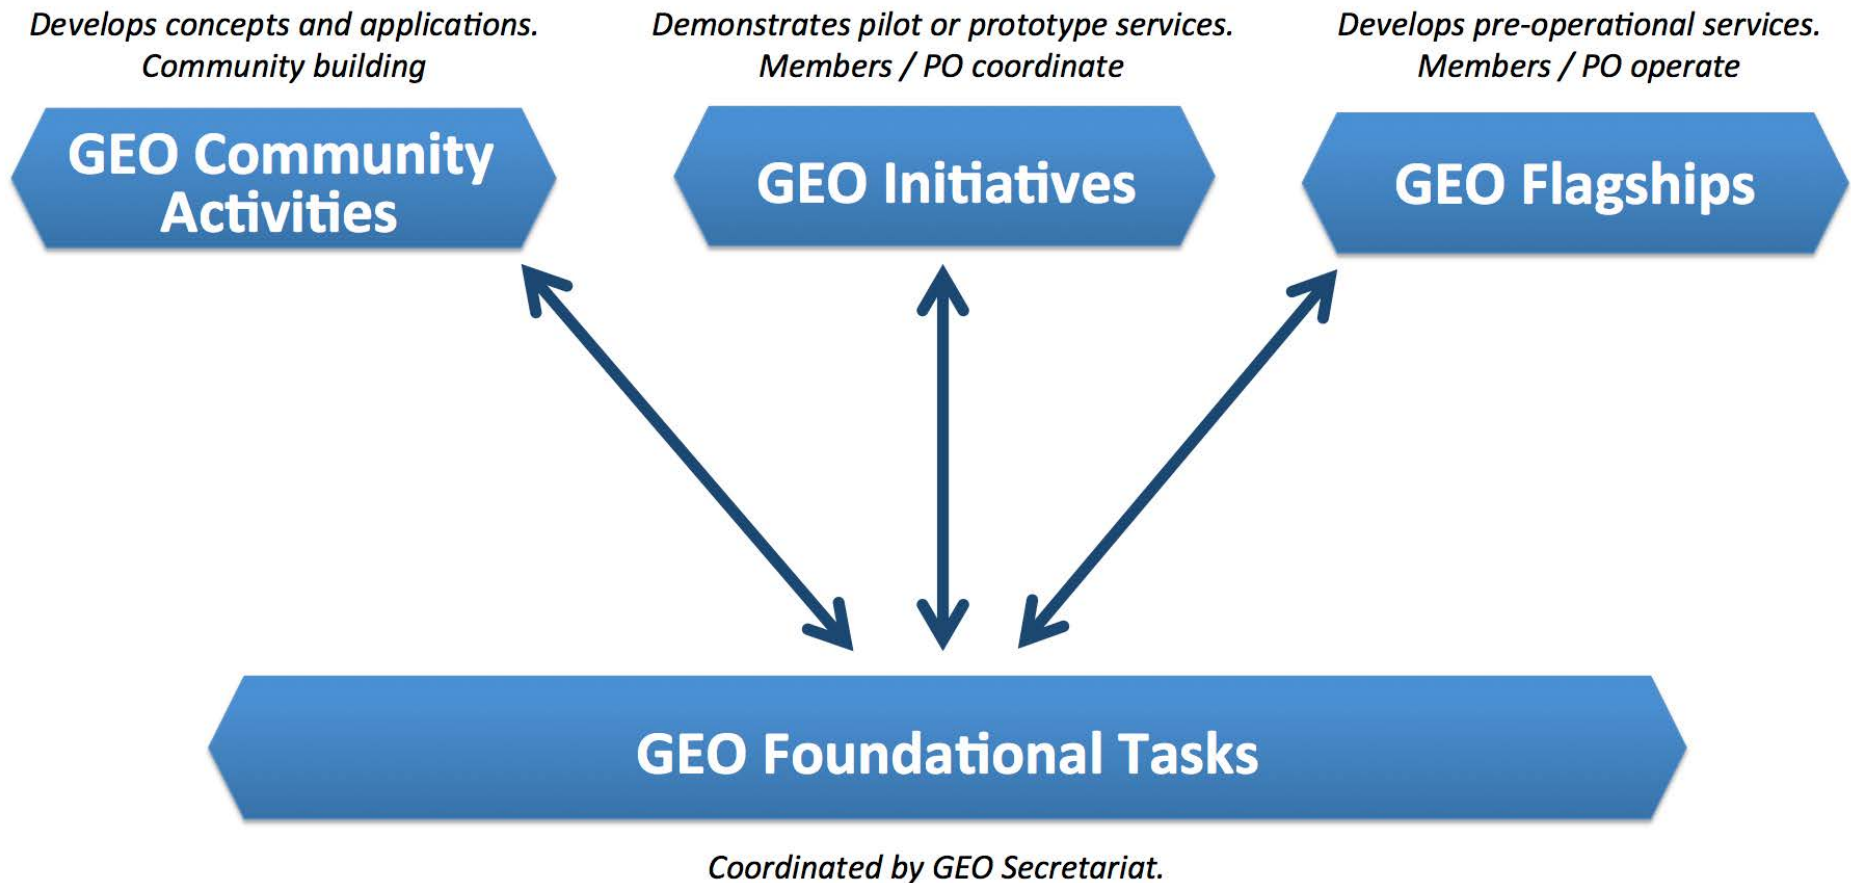 Develops concepts and applications.
Community building
Demonstrates pilot or prototype services.
Members / PO coordinate
Develops pre-operational services.
Members / PO operate
GEO Community
Activities
GEO Initiatives
GEO Flagships
GEO Foundational Tasks
Coordinated by GEO Secretariat.